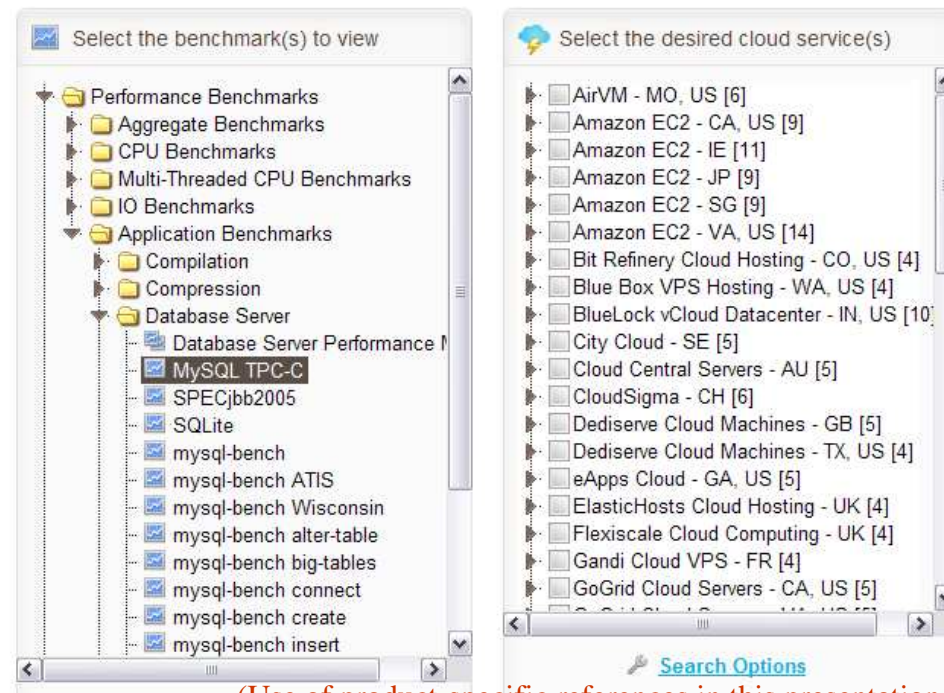 Select the benchmark(s) to view
Performance Benchmarks
Aggregate Benchmarks
CPU Benchmarks
Multi-Threaded CPU Benchmarks
IO Benchmarks
Application Benchmarks
Compilation
Compression
Database Server
Database Server Performance
MySQL TPC-C
SPECjbb2005
SQLite
mysql-bench
mysql-bench ATIS
mysql-bench Wisconsin
mysql-bench alter-table
mysql-bench big-tables
mysql-bench connect
mysql-bench create
mysql-bench insert
Select the desired cloud service(s)
AirVM - MO, US [6]
Amazon EC2 - CA, US [9]
Amazon EC2 - IE [11]
Amazon EC2 - JP [9]
Amazon EC2 - SG [9]
Amazon EC2 - VA, US [14]
Bit Refinery Cloud Hosting - CO, US [4]
Blue Box VPS Hosting - WA, US [4]
BlueLock vCloud Datacenter - IN, US [10]
City Cloud - SE [5]
Cloud Central Servers - AU [5]
CloudSigma - CH [6]
Dediserve Cloud Machines - GB [5]
Dediserve Cloud Machines - TX, US [4]
eApps Cloud - GA, US [5]
ElasticHosts Cloud Hosting - UK [4]
Flexiscale Cloud Computing - UK [4]
Gandi Cloud VPS - FR [4]
GoGrid Cloud Servers - CA, US [5]
Search Options
(Use of product-specific references in this presentation